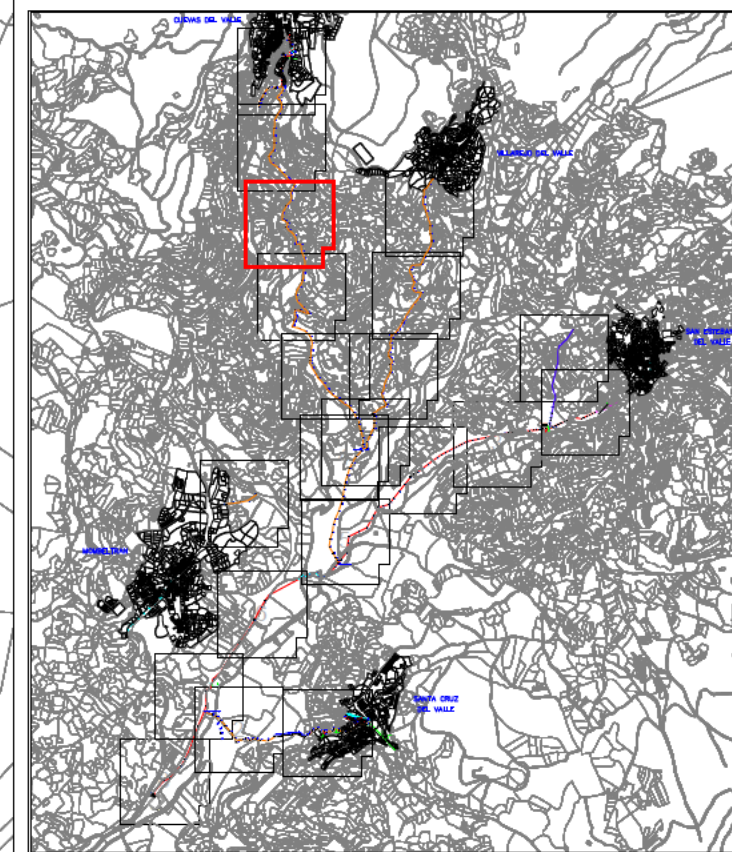 CUEVAS DEL VALLE
VILLAREJO DEL VALLE
SAN ESTEBAN
DEL VALLE
MOMBELTRAN
SANTA CRUZ
DEL VALLE